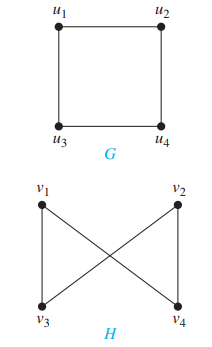 u₁ u₂
u₃ u₄
G
v₁ v₂
v₃ v₄
H